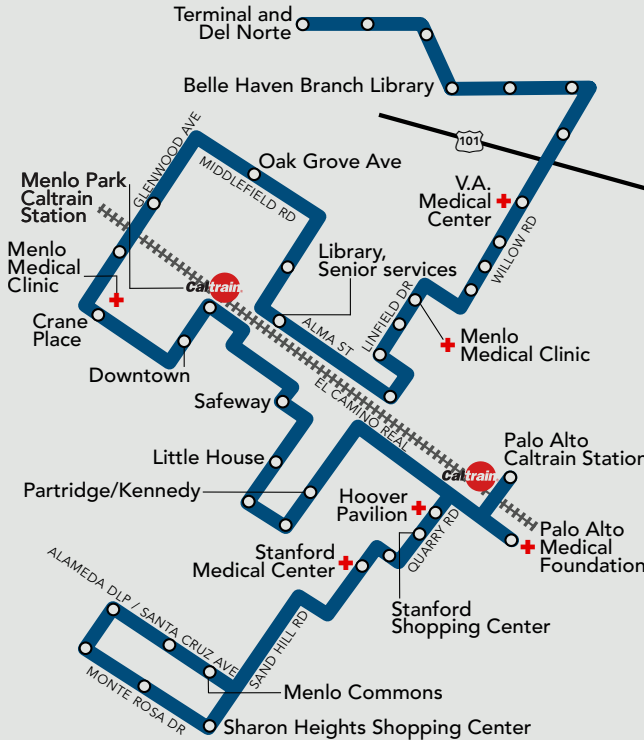 Terminal and
Del Norte
Belle Haven Branch Library
101
GLENWOOD AVE
MIDDLEFIELD RD
Oak Grove Ave
Menlo Park
Caltrain
Station
V.A.
Medical
Center
WILLOW RD
Menlo
Medical
Clinic
Caltrain
Library,
Senior services
LINFIELD DR
Crane
Place
ALMA ST
Menlo
Medical Clinic
Downtown
EL CAMINO REAL
Safeway
Little House
Palo Alto
Caltrain Station
Caltrain
Partridge/Kennedy
Hoover
Pavilion
QUARRY RD
Palo Alto
Medical
Foundation
Stanford
Medical Center
Stanford
Shopping Center
ALAMEDA DLP / SANTA CRUZ AVE
SAND HILL RD
Menlo Commons
MONTE ROSA DR
Sharon Heights Shopping Center